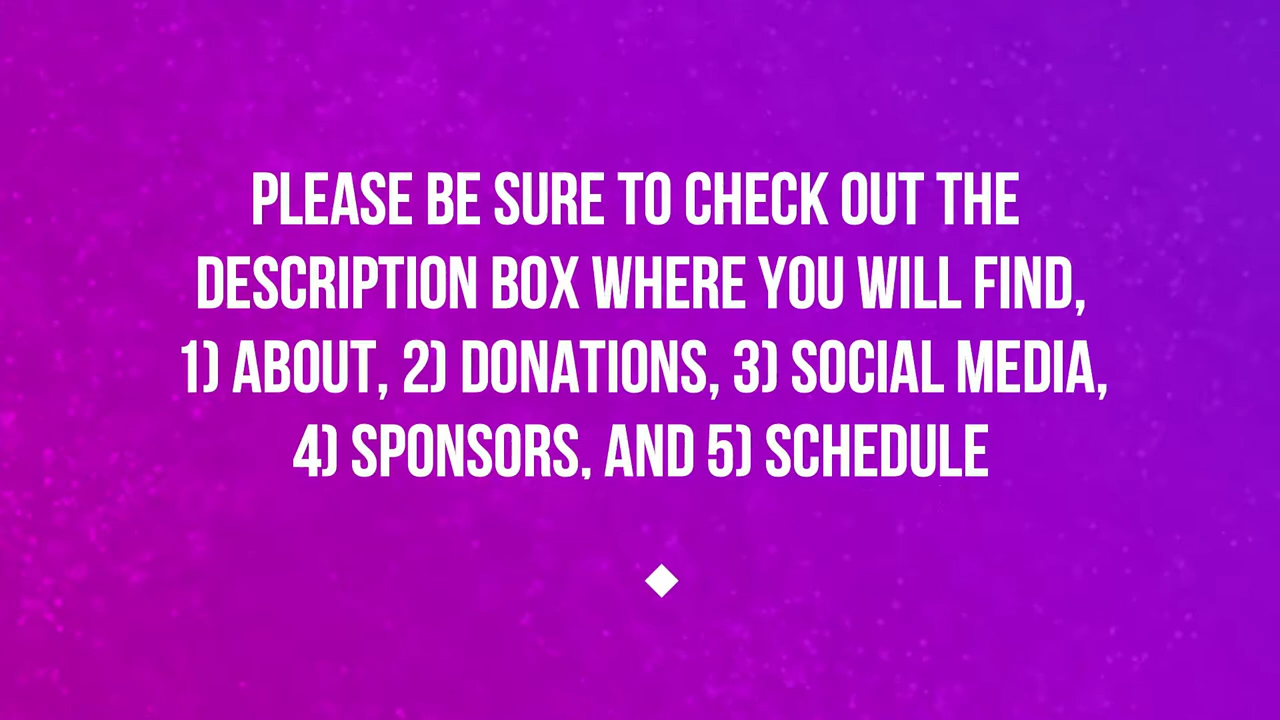 PLEASE BE SURE TO CHECK OUT THE
DESCRIPTION BOX WHERE YOU WILL FIND,
1) ABOUT, 2) DONATIONS, 3) SOCIAL MEDIA,
4) SPONSORS, AND 5) SCHEDULE